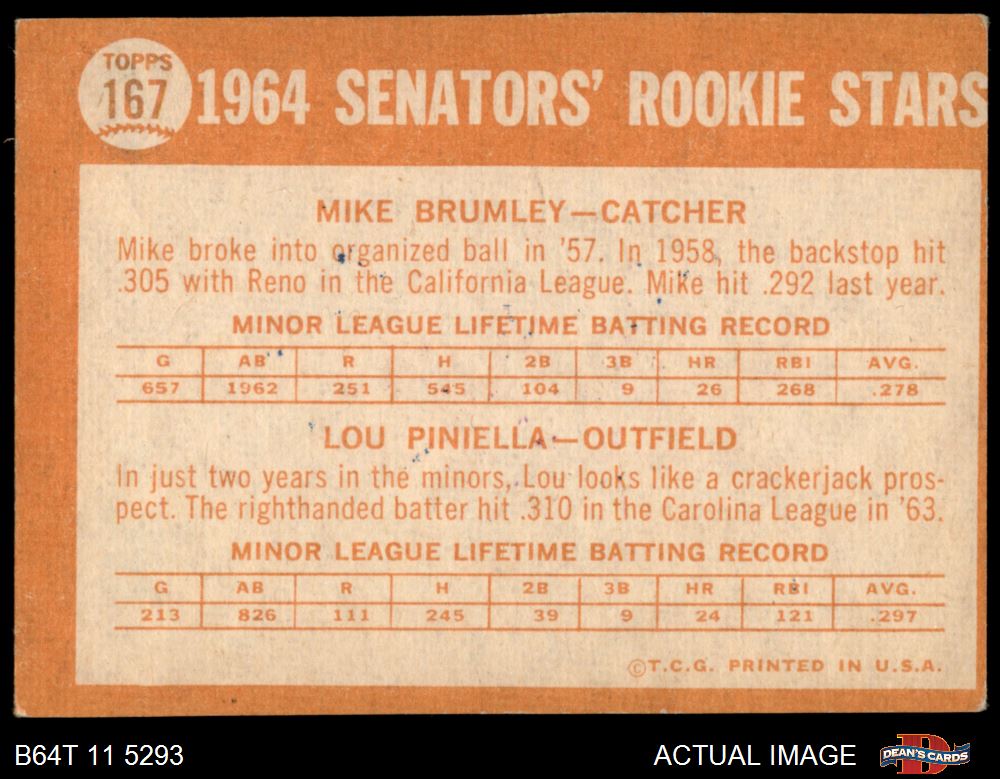 TOPPS
167
1964 SENATORS' ROOKIE STARS
MIKE BRUMLEY—CATCHER
Mike broke into organized ball in '57. In 1958, the backstop hit
.305 with Reno in the California League. Mike hit .292 last year.
MINOR LEAGUE LIFETIME BATTING RECORD
G AB R H 2B 3B HR RBI AVG.
657 1962 251 545 104 9 26 268 .278
LOU PINIELLA—OUTFIELD
In just two years in the minors, Lou looks like a crackerjack pros-
pect. The righthanded batter hit .310 in the Carolina League in '63.
MINOR LEAGUE LIFETIME BATTING RECORD
G AB R H 2B 3B HR RBI AVG.
213 826 111 245 39 9 24 121 .297
©T.C.G. PRINTED IN U.S.A.
B64T 11 5293
ACTUAL IMAGE
D
DEAN'S CARDS